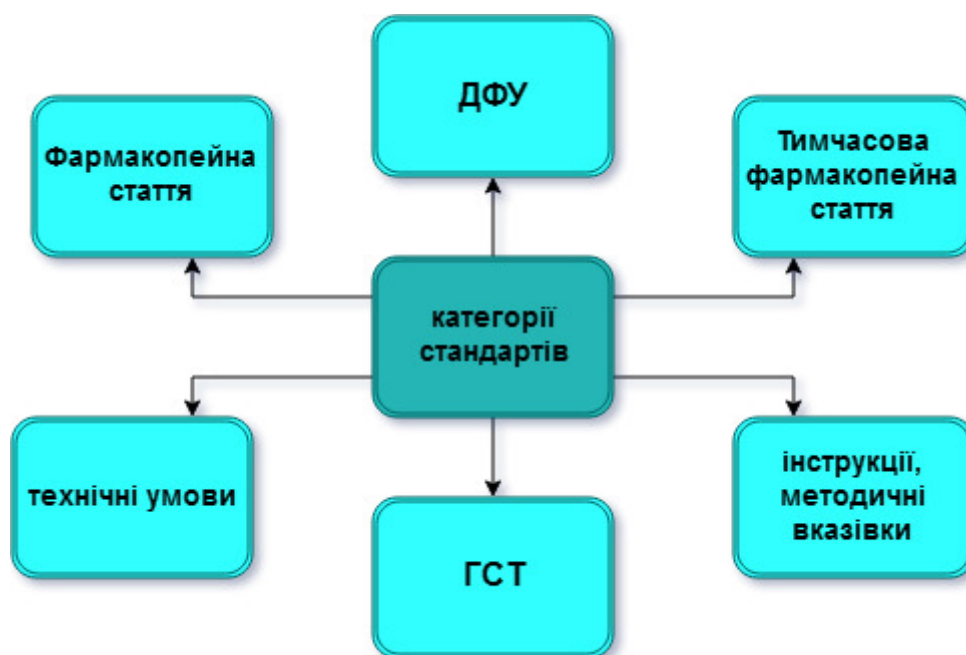 ДФУ
Фармакопейна
стаття
Тимчасова
фармакопейна
стаття
категорії
стандартів
технічні умови
інструкції,
методичні
вказівки
ГСТ